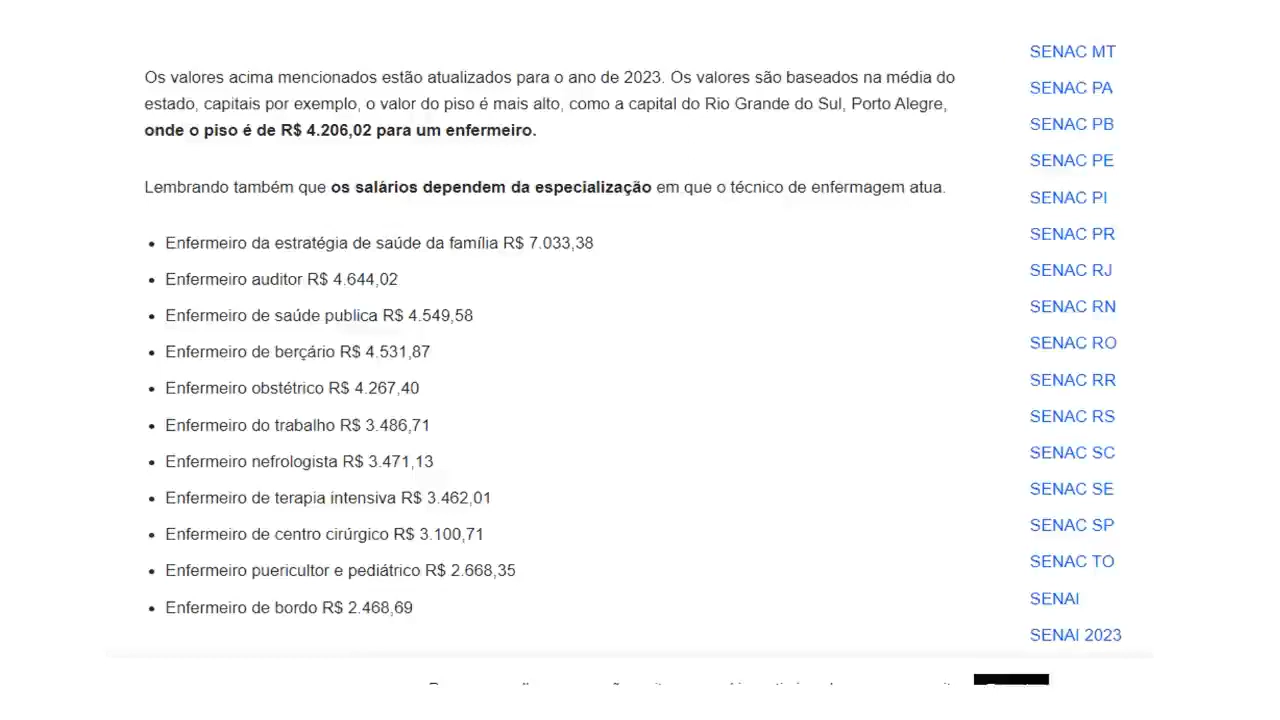 Os valores acima mencionados estão atualizados para o ano de 2023. Os valores são baseados na média do
estado, capitais por exemplo, o valor do piso é mais alto, como a capital do Rio Grande do Sul, Porto Alegre,
onde o piso é de R$ 4.206,02 para um enfermeiro.
Lembrando também que os salários dependem da especialização em que o técnico de enfermagem atua.
• Enfermeiro da estratégia de saúde da família R$ 7.033,38
• Enfermeiro auditor R$ 4.644,02
• Enfermeiro de saúde publica R$ 4.549,58
• Enfermeiro de berçário R$ 4.531,87
• Enfermeiro obstétrico R$ 4.267,40
• Enfermeiro do trabalho R$ 3.486,71
• Enfermeiro nefrologista R$ 3.471,13
• Enfermeiro de terapia intensiva R$ 3.462,01
• Enfermeiro de centro cirúrgico R$ 3.100,71
• Enfermeiro puericultor e pediátrico R$ 2.668,35
• Enfermeiro de bordo R$ 2.468,69
SENAC MT
SENAC PA
SENAC PB
SENAC PE
SENAC PI
SENAC PR
SENAC RJ
SENAC RN
SENAC RO
SENAC RR
SENAC RS
SENAC SC
SENAC SE
SENAC SP
SENAC TO
SENAI
SENAI 2023